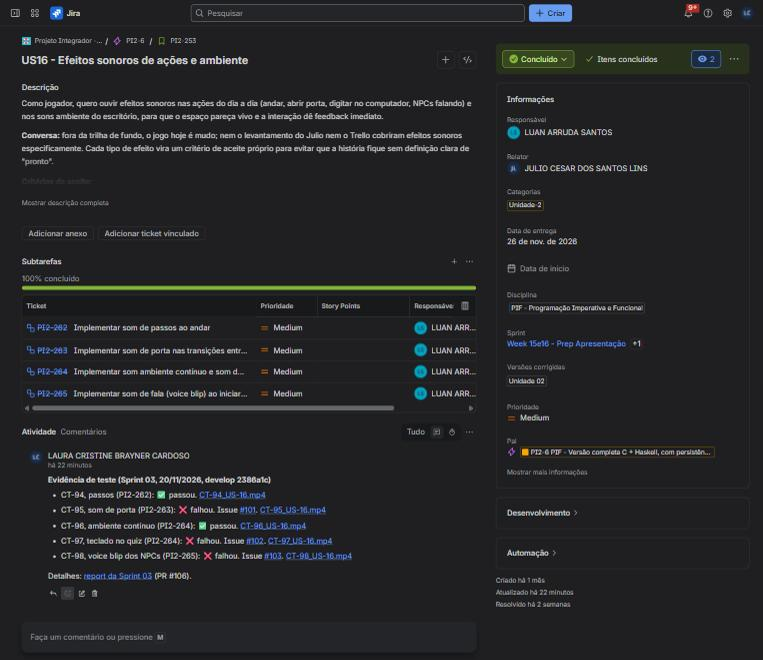 Jira
Pesquisar
+ Criar
9+
LE
Projeto Integrador -... / PI2-6 / PI2-253
US16 - Efeitos sonoros de ações e ambiente
Descrição
Como jogador, quero ouvir efeitos sonoros nas ações do dia a dia (andar, abrir porta, digitar no computador, NPCs falando) e
nos sons ambiente do escritório, para que o espaço pareça vivo e a interação dê feedback imediato.
Conversa: fora da trilha de fundo, o jogo hoje é mudo; nem o levantamento do Julio nem o Trello cobriram efeitos sonoros
especificamente. Cada tipo de efeito vira um critério de aceite próprio para evitar que a história fique sem definição clara de
"pronto".
Critérios de aceite:
Mostrar descrição completa
Adicionar anexo
Adicionar ticket vinculado
Subtarefas
100% concluído
Ticket Prioridade Story Points Responsáve
PI2-262 Implementar som de passos ao andar Medium LUAN ARR...
PI2-263 Implementar som de porta nas transições entr... Medium LUAN ARR...
PI2-264 Implementar som ambiente contínuo e som d... Medium LUAN ARR...
PI2-265 Implementar som de fala (voice blip) ao iniciar... Medium LUAN ARR...
Atividade Comentários
Tudo
LAURA CRISTINE BRAYNER CARDOSO
há 22 minutos
Evidência de teste (Sprint 03, 20/11/2026, develop 2386a1c)
• CT-94, passos (PI2-262): ✅ passou. CT-94_US-16.mp4
• CT-95, som de porta (PI2-263): ❌ falhou. Issue #101. CT-95_US-16.mp4
• CT-96, ambiente contínuo (PI2-264): ✅ passou. CT-96_US-16.mp4
• CT-97, teclado no quiz (PI2-264): ❌ falhou. Issue #102. CT-97_US-16.mp4
• CT-98, voice blip dos NPCs (PI2-265): ❌ falhou. Issue #103. CT-98_US-16.mp4
Detalhes: report da Sprint 03 (PR #106).
Faça um comentário ou pressione M
Concluído
Itens concluídos
2
Informações
Responsável
LUAN ARRUDA SANTOS
Relator
JL JULIO CESAR DOS SANTOS LINS
Categorias
Unidade-2
Data de entrega
26 de nov. de 2026
Data de início
Disciplina
PIF - Programação Imperativa e Funcional
Sprint
Week 15e16 - Prep Apresentação +1
Versões corrigidas
Unidade 02
Prioridade
Medium
Pai
PI2-6 PIF - Versão completa C + Haskell, com persistên...
Mostrar mais informações
Desenvolvimento
Automação
Criado há 1 mês
Atualizado há 22 minutos
Resolvido há 2 semanas